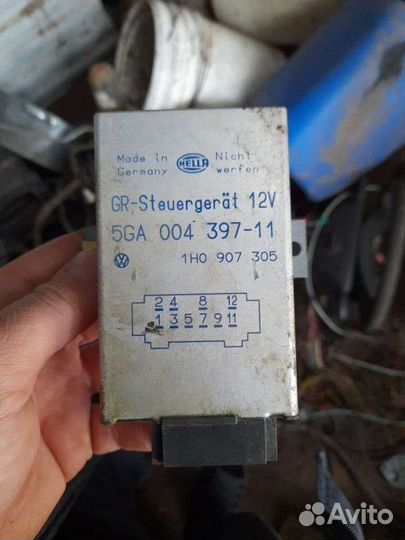 Made in HELLA Nicht
Germany werfen
GR-Steuergerät 12V
5GA 004 397-11
VW 1H0 907 305
2 4 8 12
1 3 5 7 9 11
Avito